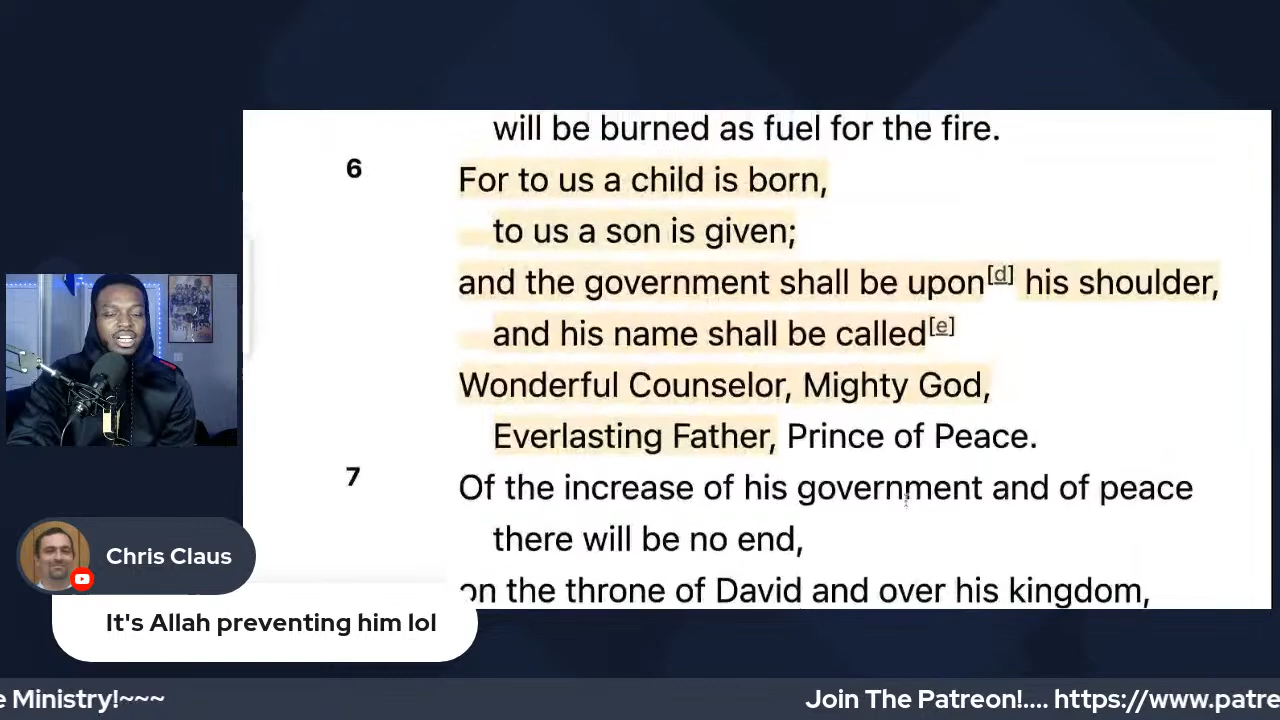 will be burned as fuel for the fire.
6 For to us a child is born,
to us a son is given;
and the government shall be upon[d] his shoulder,
and his name shall be called[e]
Wonderful Counselor, Mighty God,
Everlasting Father, Prince of Peace.
7 Of the increase of his government and of peace
there will be no end,
on the throne of David and over his kingdom,
Chris Claus
It's Allah preventing him lol
e Ministry!~~~ Join The Patreon!.... https://www.patre